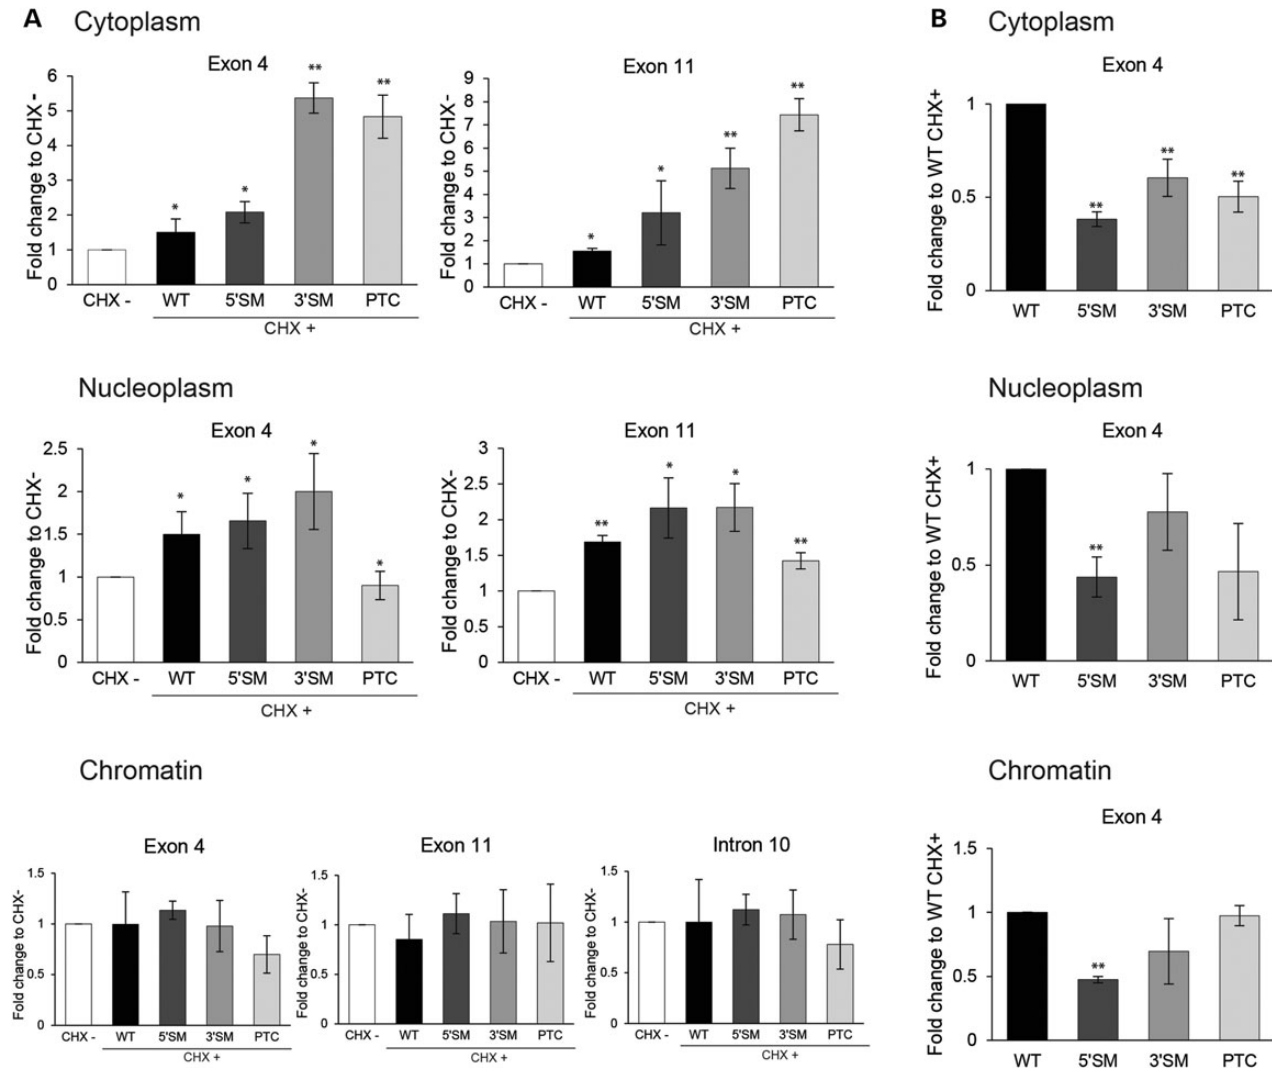 A Cytoplasm
Exon 4
Fold change to CHX-
6
5
4
3
2
1
0
*
*
**
**
CHX - WT 5'SM 3'SM PTC
CHX +
Exon 11
Fold change to CHX-
9
8
7
6
5
4
3
2
1
0
*
*
**
**
CHX - WT 5'SM 3'SM PTC
CHX +
Nucleoplasm
Exon 4
Fold change to CHX-
2.5
2
1.5
1
0.5
0
*
*
*
*
CHX - WT 5'SM 3'SM PTC
CHX +
Exon 11
Fold change to CHX-
3
2.5
2
1.5
1
0.5
0
**
*
*
**
CHX - WT 5'SM 3'SM PTC
CHX +
Chromatin
Exon 4
Fold change to CHX-
1.5
1
0.5
0
CHX - WT 5'SM 3'SM PTC
CHX +
Exon 11
Fold change to CHX-
1.5
1
0.5
0
CHX - WT 5'SM 3'SM PTC
CHX +
Intron 10
Fold change to CHX-
1.5
1
0.5
0
CHX - WT 5'SM 3'SM PTC
CHX +
B Cytoplasm
Exon 4
Fold change to WT CHX+
1
0.5
0
**
**
**
WT 5'SM 3'SM PTC
Nucleoplasm
Exon 4
Fold change to WT CHX+
1
0.5
0
**
WT 5'SM 3'SM PTC
Chromatin
Exon 4
Fold change to WT CHX+
1.5
1
0.5
0
**
WT 5'SM 3'SM PTC